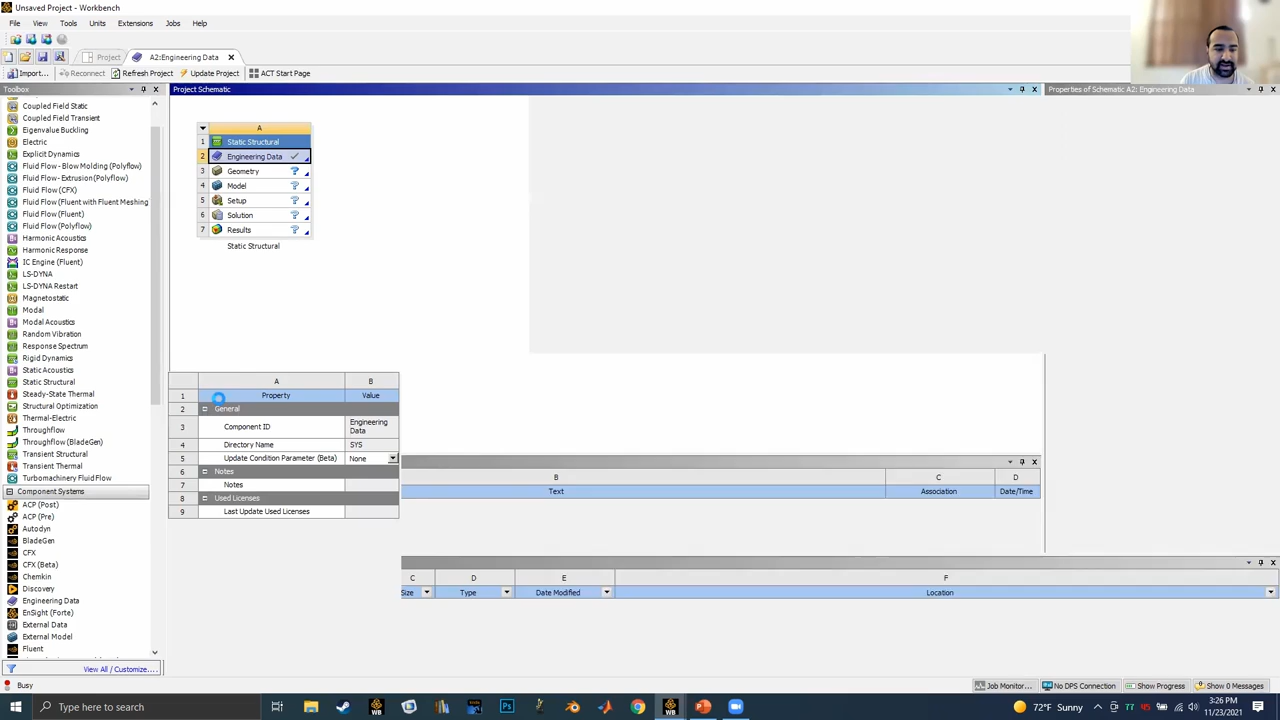 Unsaved Project - Workbench
File View Tools Units Extensions Jobs Help
Project A2:Engineering Data
Import... Reconnect Refresh Project Update Project ACT Start Page
Toolbox
Project Schematic
Properties of Schematic A2: Engineering Data
Coupled Field Static
Coupled Field Transient
Eigenvalue Buckling
Electric
Explicit Dynamics
Fluid Flow - Blow Molding (Polyflow)
Fluid Flow - Extrusion (Polyflow)
Fluid Flow (CFX)
Fluid Flow (Fluent with Fluent Meshing)
Fluid Flow (Fluent)
Fluid Flow (Polyflow)
Harmonic Acoustics
Harmonic Response
IC Engine (Fluent)
LS-DYNA
LS-DYNA Restart
Magnetostatic
Modal
Modal Acoustics
Random Vibration
Response Spectrum
Rigid Dynamics
Static Acoustics
Static Structural
Steady-State Thermal
Structural Optimization
Thermal-Electric
Throughflow
Throughflow (BladeGen)
Transient Structural
Transient Thermal
Turbomachinery Fluid Flow
Component Systems
ACP (Post)
ACP (Pre)
Autodyn
BladeGen
CFX
CFX (Beta)
Chemkin
Discovery
Engineering Data
EnSight (Forte)
External Data
External Model
Fluent
View All / Customize...
A
1 Static Structural
2 Engineering Data
3 Geometry ?
4 Model ?
5 Setup ?
6 Solution ?
7 Results ?
Static Structural
A B
1 Property Value
2 General
3 Component ID Engineering Data
4 Directory Name SYS
5 Update Condition Parameter (Beta) None
6 Notes
7 Notes
8 Used Licenses
9 Last Update Used Licenses
B C D
Text Association Date/Time
C D E F
Size Type Date Modified Location
Busy
Job Monitor... No DPS Connection Show Progress Show 0 Messages
Type here to search
72°F Sunny 77 45
3:26 PM
11/23/2021